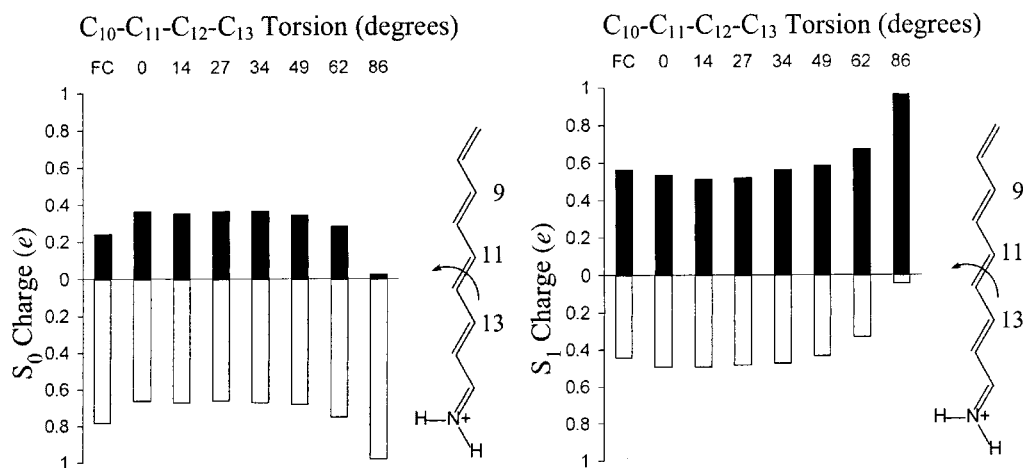 C₁₀-C₁₁-C₁₂-C₁₃ Torsion (degrees)
FC 0 14 27 34 49 62 86
1
0.8
0.6
0.4
0.2
0
0.2
0.4
0.6
0.8
1
S₀ Charge (e)
9
11
13
H N+
H
C₁₀-C₁₁-C₁₂-C₁₃ Torsion (degrees)
FC 0 14 27 34 49 62 86
1
0.8
0.6
0.4
0.2
0
0.2
0.4
0.6
0.8
1
S₁ Charge (e)
9
11
13
H N+
H